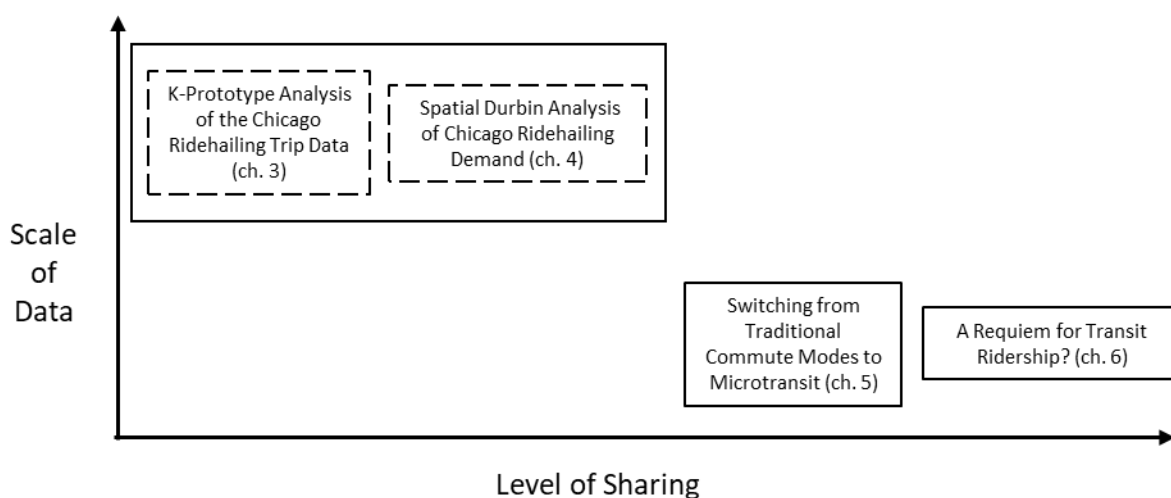 K-Prototype Analysis
of the Chicago
Ridehailing Trip Data
(ch. 3)
Spatial Durbin Analysis
of Chicago Ridehailing
Demand (ch. 4)
Scale
of
Data
Switching from
Traditional
Commute Modes to
Microtransit (ch. 5)
A Requiem for Transit
Ridership? (ch. 6)
Level of Sharing